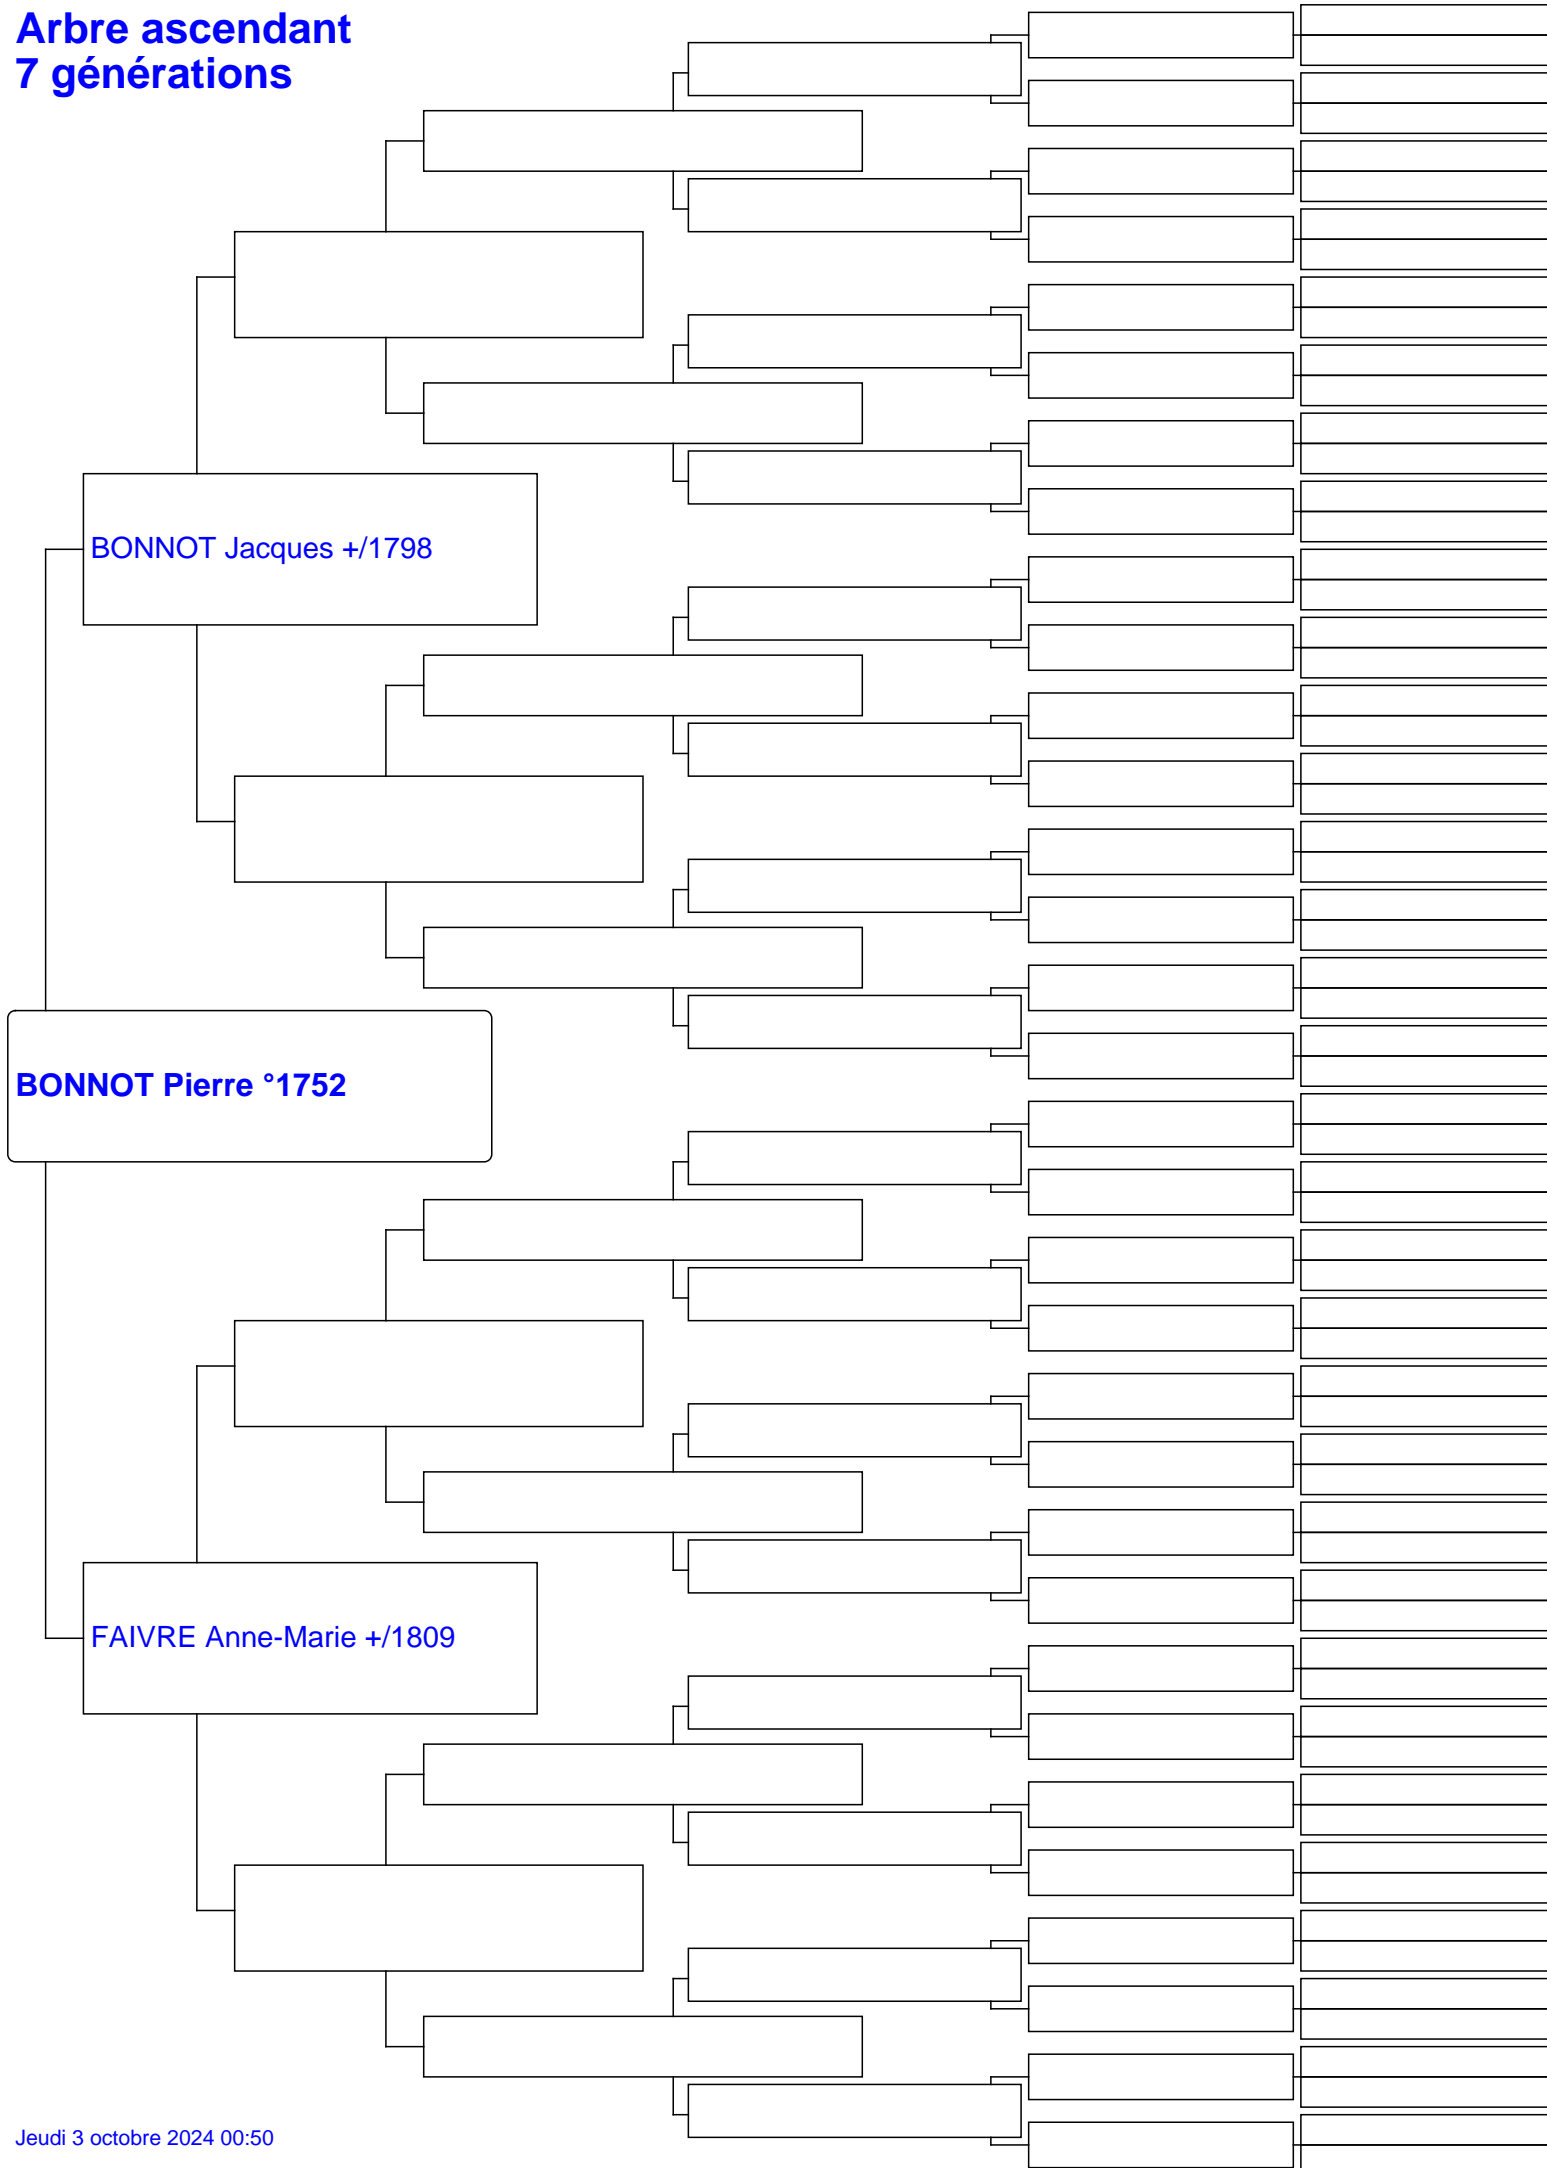 Arbre ascendant
7 générations
BONNOT Jacques +/1798
BONNOT Pierre °1752
FAIVRE Anne-Marie +/1809
Jeudi 3 octobre 2024 00:50